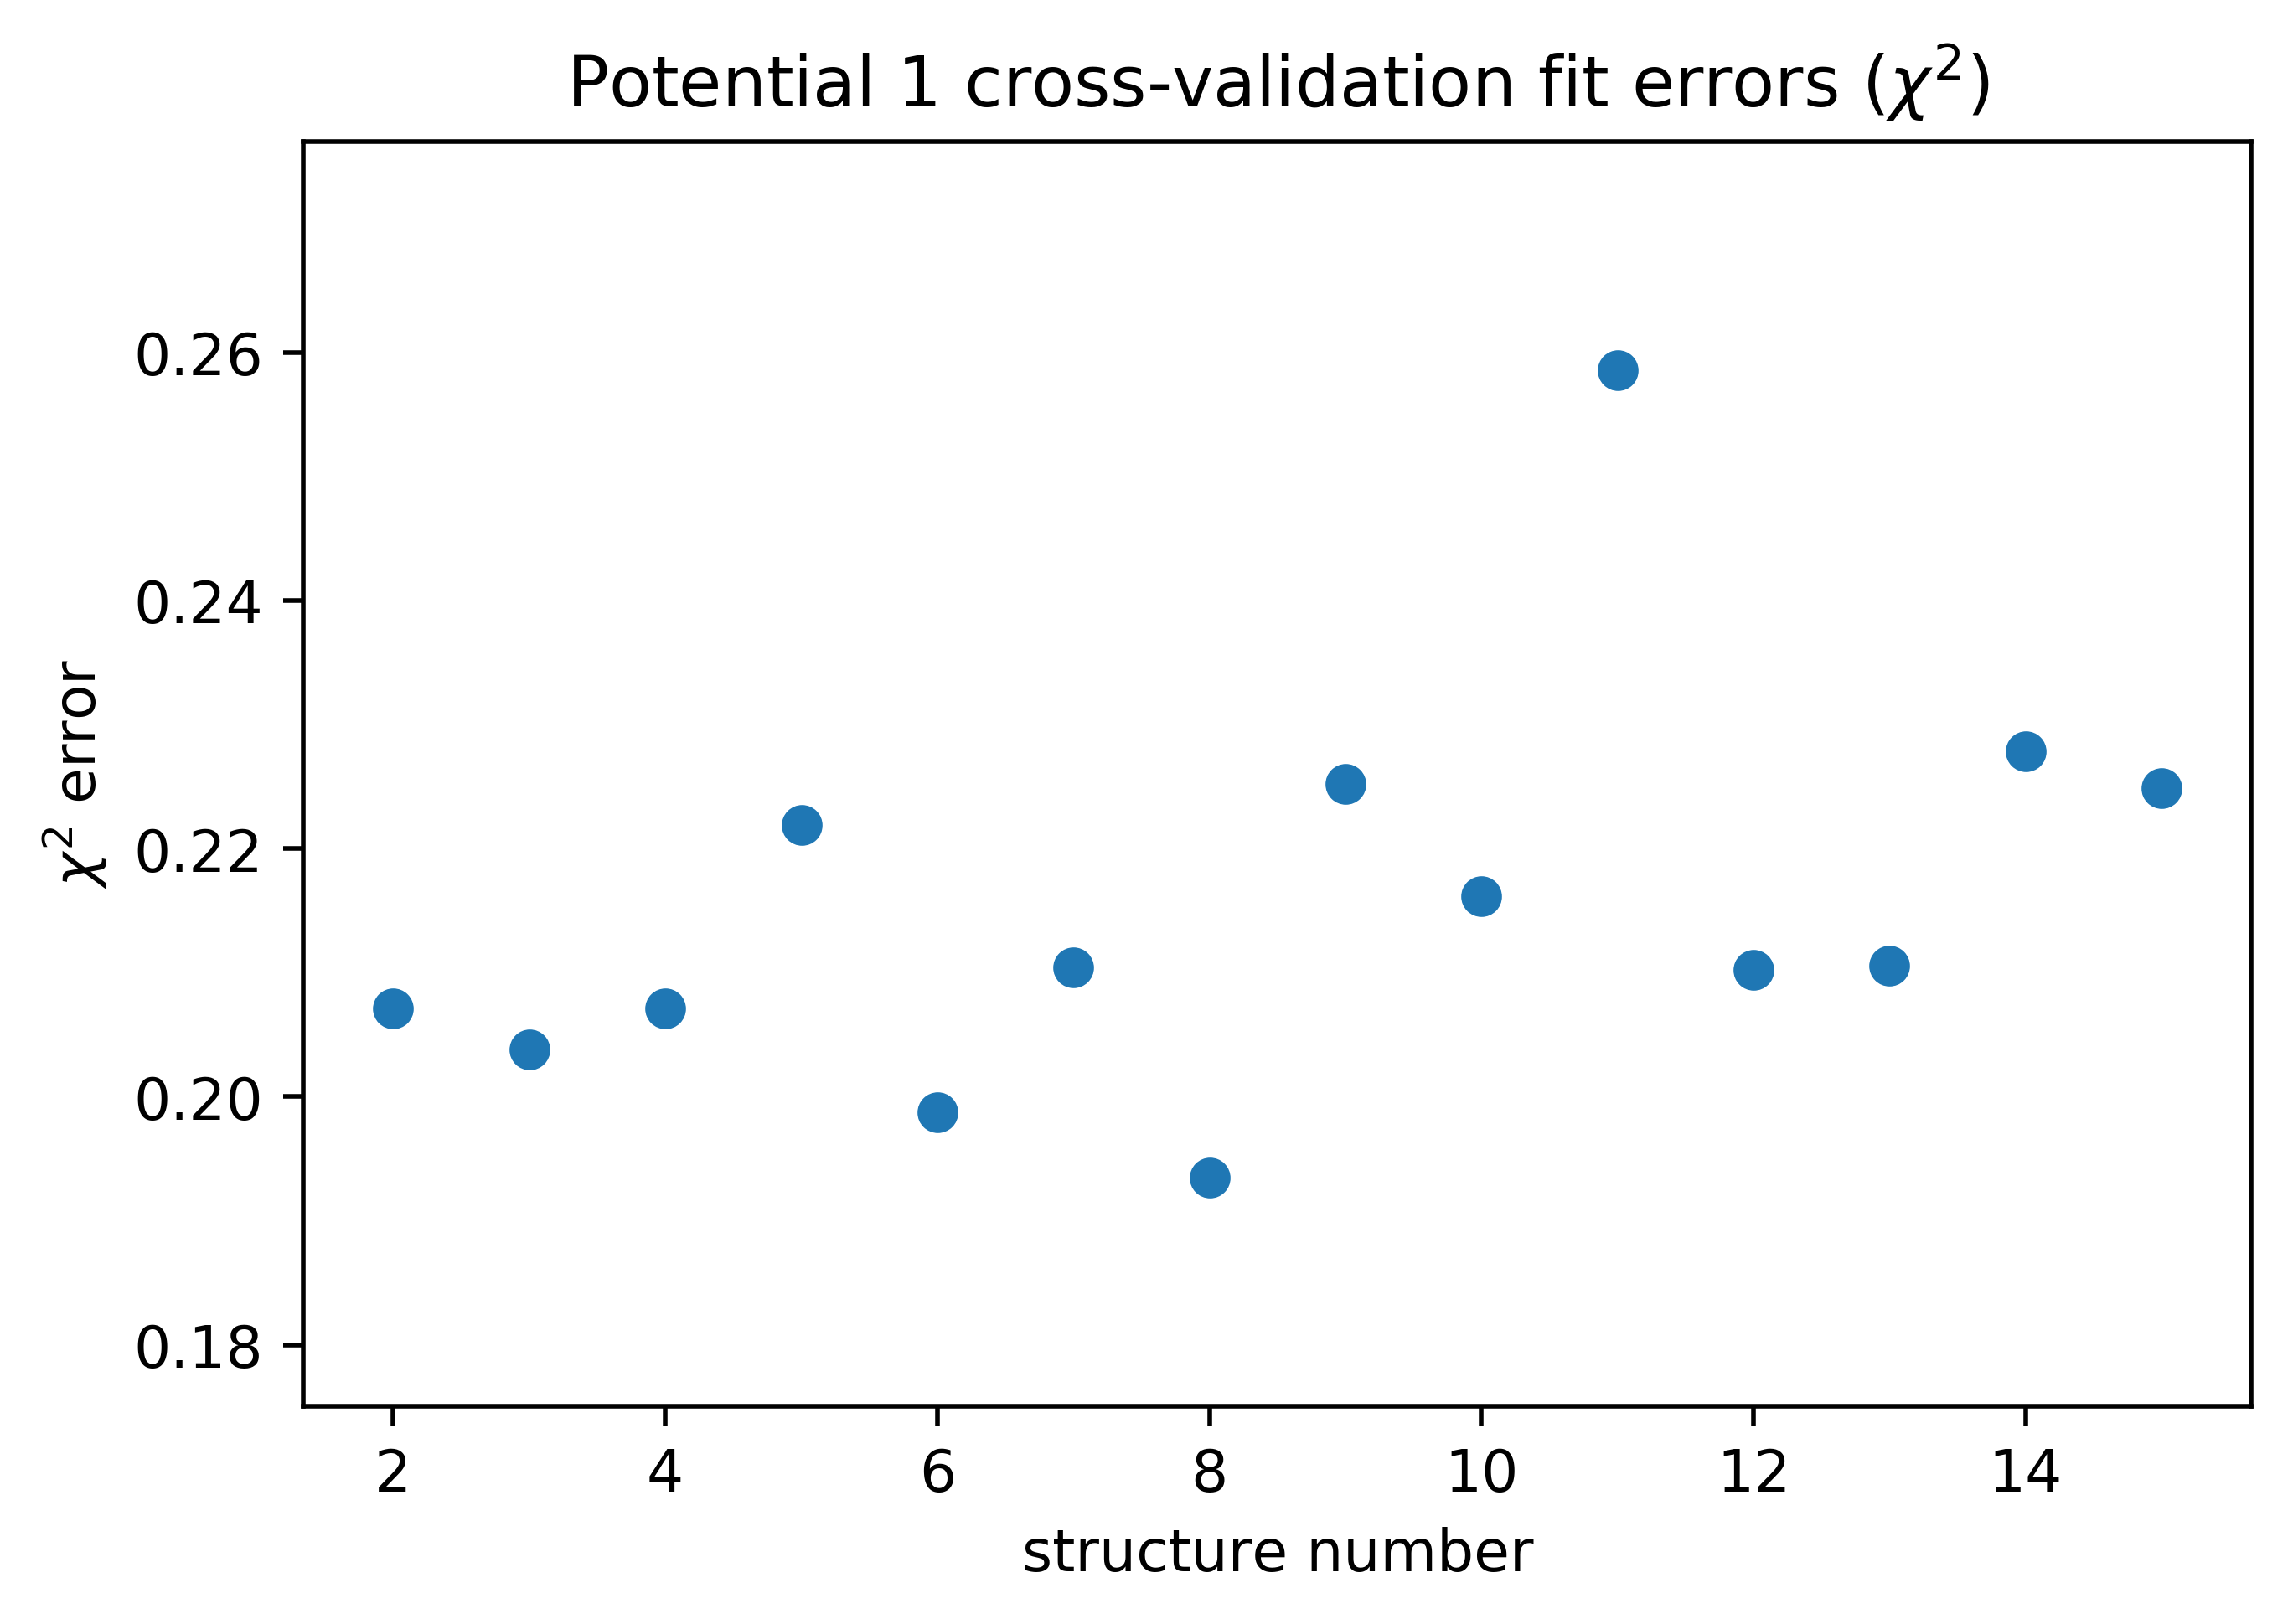 Potential 1 cross-validation fit errors (χ²)
0.26
0.24
0.22
0.20
0.18
χ² error
2 4 6 8 10 12 14
structure number